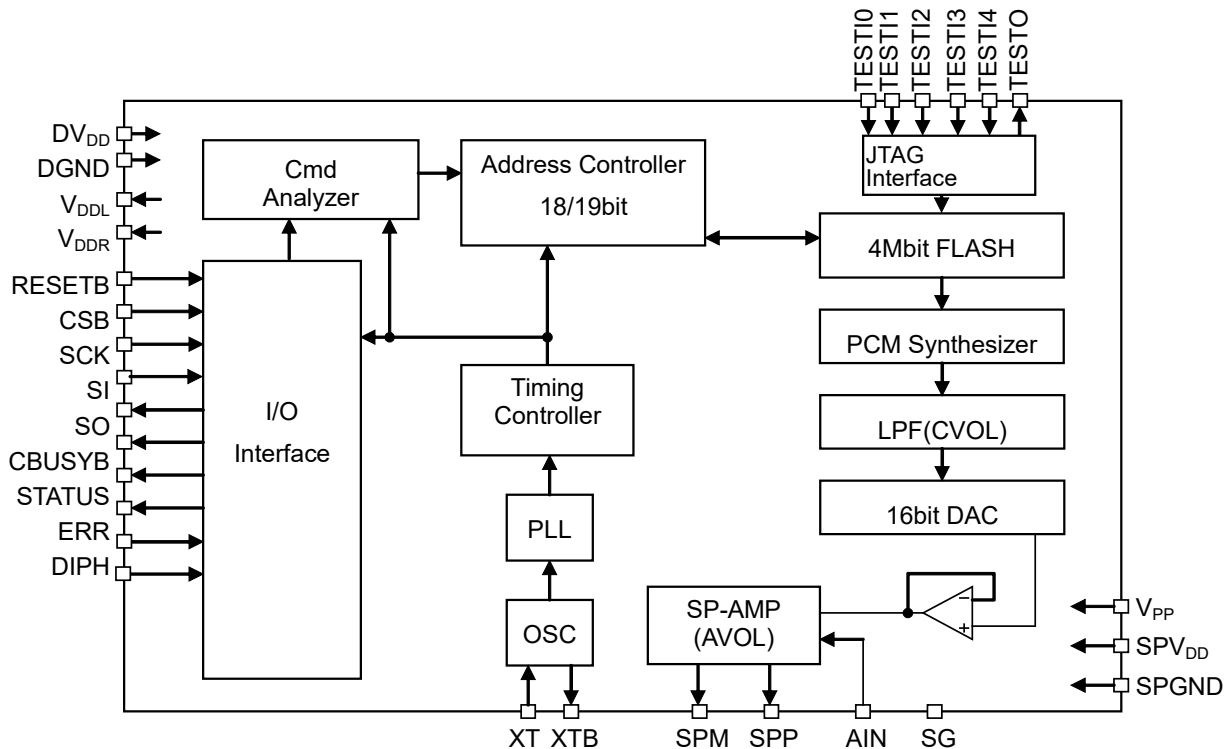 TESTI0
TESTI1
TESTI2
TESTI3
TESTI4
TESTO
DVDD
DGND
VDDL
VDDR
RESETB
CSB
SCK
SI
SO
CBUSYB
STATUS
ERR
DIPH
Cmd
Analyzer
Address Controller
18/19bit
JTAG
Interface
4Mbit FLASH
PCM Synthesizer
LPF(CVOL)
16bit DAC
I/O
Interface
Timing
Controller
PLL
OSC
SP-AMP
(AVOL)
−
+
VPP
SPVDD
SPGND
XT
XTB
SPM
SPP
AIN
SG